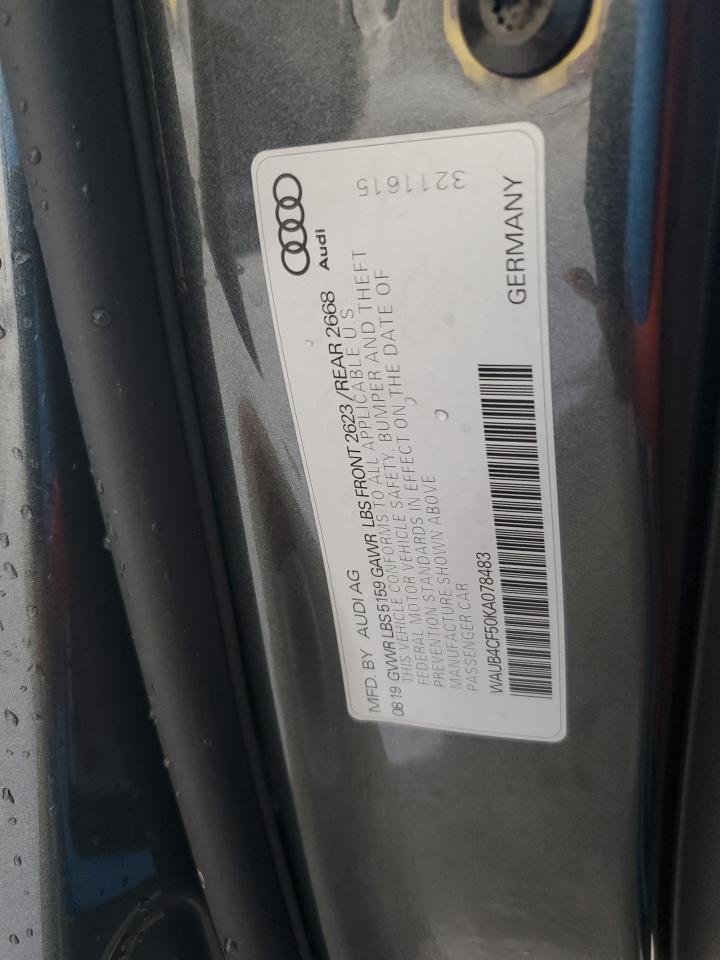 Audi
3211615
MFD. BY AUDI AG
08 19 GVWR LBS 5159 GAWR LBS FRONT 2623 / REAR 2668
THIS VEHICLE CONFORMS TO ALL APPLICABLE U S.
FEDERAL MOTOR VEHICLE SAFETY, BUMPER AND THEFT
PREVENTION STANDARDS IN EFFECT ON THE DATE OF
MANUFACTURE SHOWN ABOVE
PASSENGER CAR
WAUB4CF50KA078483
GERMANY